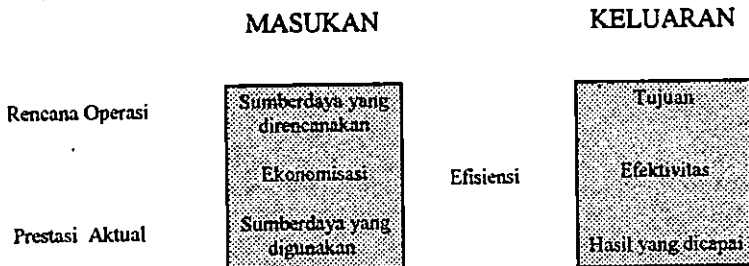 MASUKAN KELUARAN
Rencana Operasi Sumberdaya yang direncanakan Tujuan
Ekonomisasi Efisiensi Efektivitas
Prestasi Aktual Sumberdaya yang digunakan Hasil yang dicapai